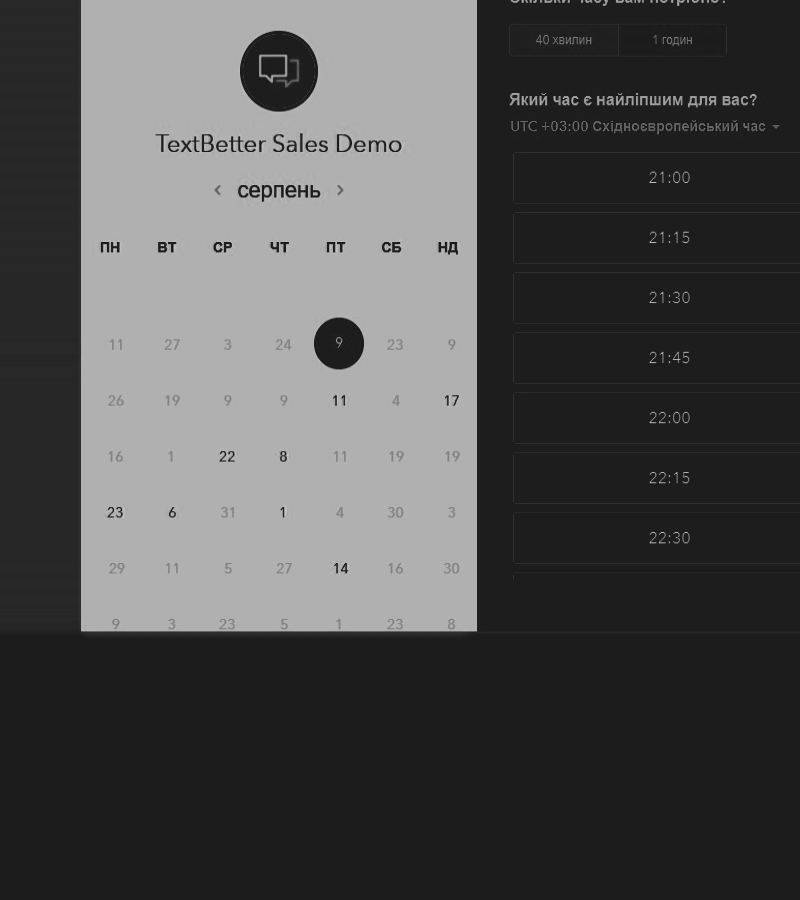 Скільки часу вам потрібно?
40 хвилин 1 годин
TextBetter Sales Demo
серпень
ПН ВТ СР ЧТ ПТ СБ НД
11 27 3 24 9 23 9
26 19 9 9 11 4 17
16 1 22 8 11 19 19
23 6 31 1 4 30 3
29 11 5 27 14 16 30
9 3 23 5 1 23 8
Який час є найліпшим для вас?
UTC +03:00 Східноєвропейський час
21:00
21:15
21:30
21:45
22:00
22:15
22:30